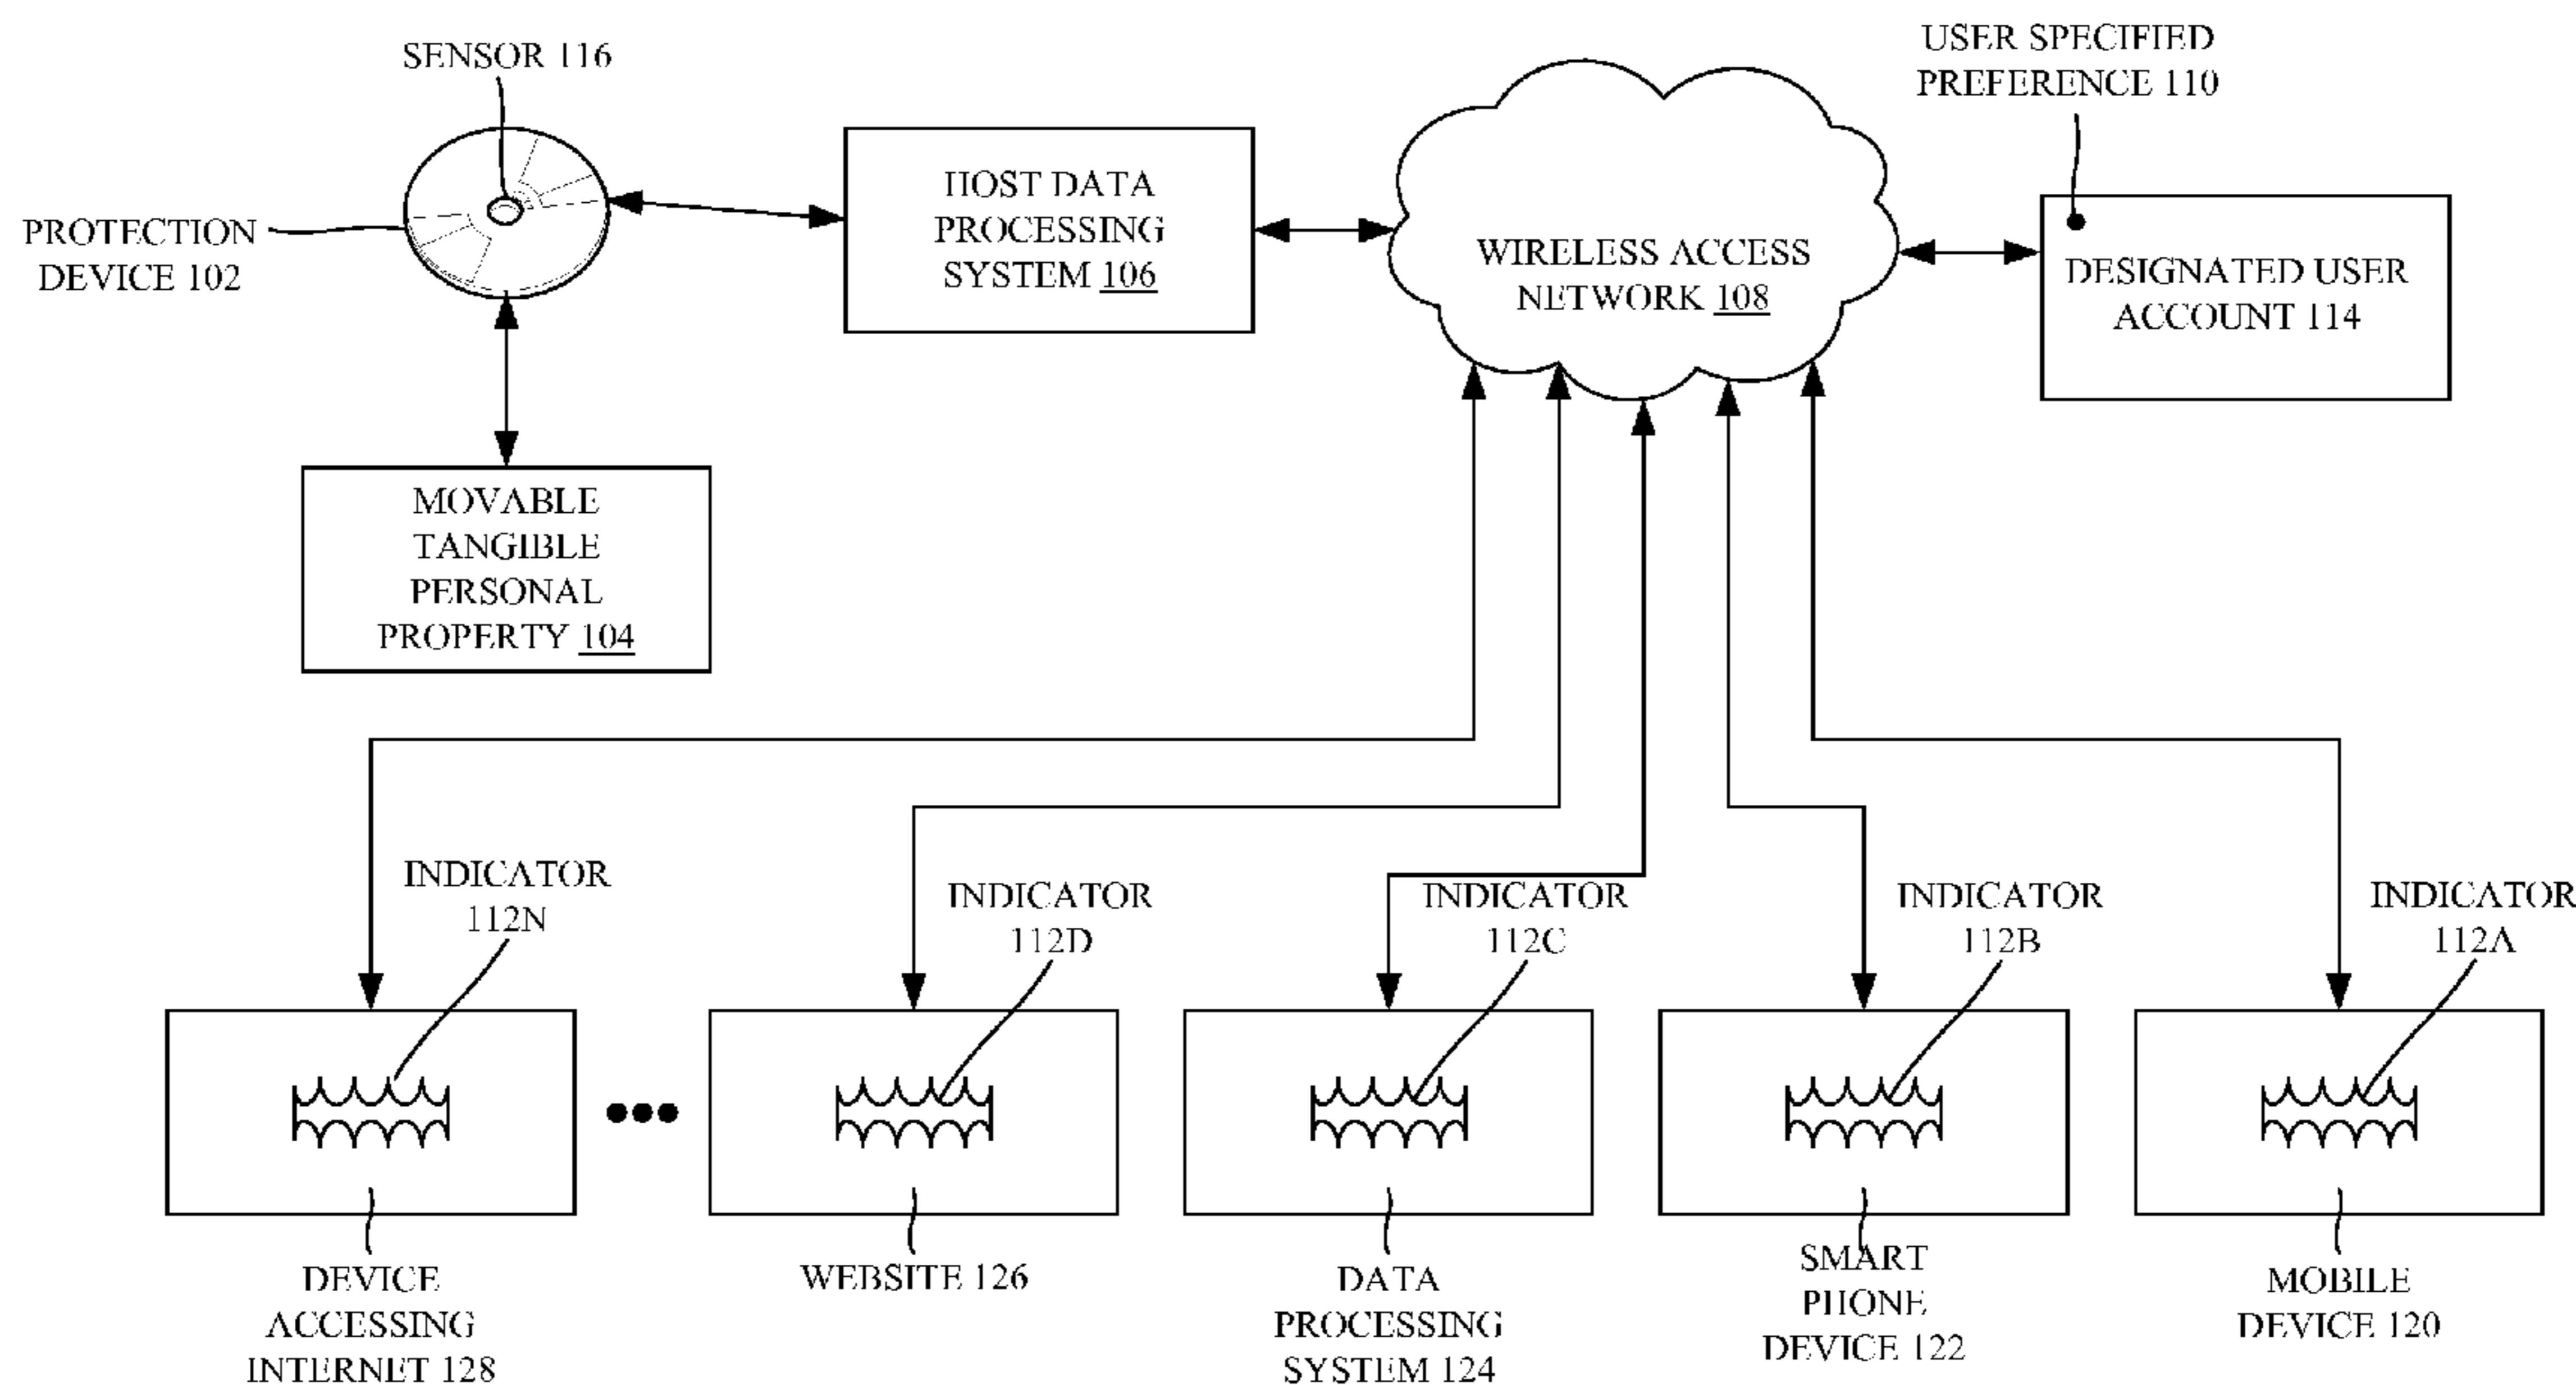 SENSOR 116
USER SPECIFIED
PREFERENCE 110
PROTECTION
DEVICE 102
HOST DATA
PROCESSING
SYSTEM 106
WIRELESS ACCESS
NETWORK 108
DESIGNATED USER
ACCOUNT 114
MOVABLE
TANGIBLE
PERSONAL
PROPERTY 104
INDICATOR
112N
INDICATOR
112D
INDICATOR
112C
INDICATOR
112B
INDICATOR
112A
DEVICE
ACCESSING
INTERNET 128
WEBSITE 126
DATA
PROCESSING
SYSTEM 124
SMART
PHONE
DEVICE 122
MOBILE
DEVICE 120